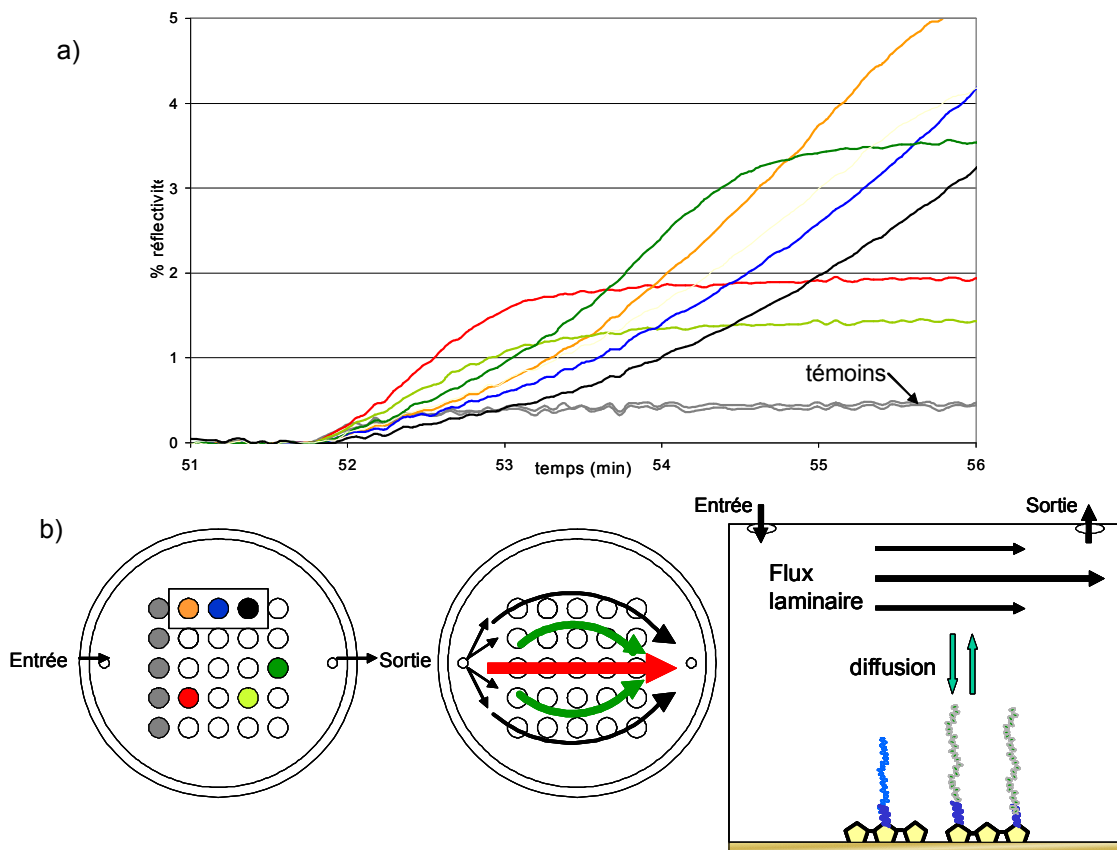 a)
5
4
3
2
1
0
% réflectivité
témoins
51
52
53
54
55
56
temps (min)
b)
Entrée
Sortie
Entrée
Sortie
Flux
laminaire
diffusion